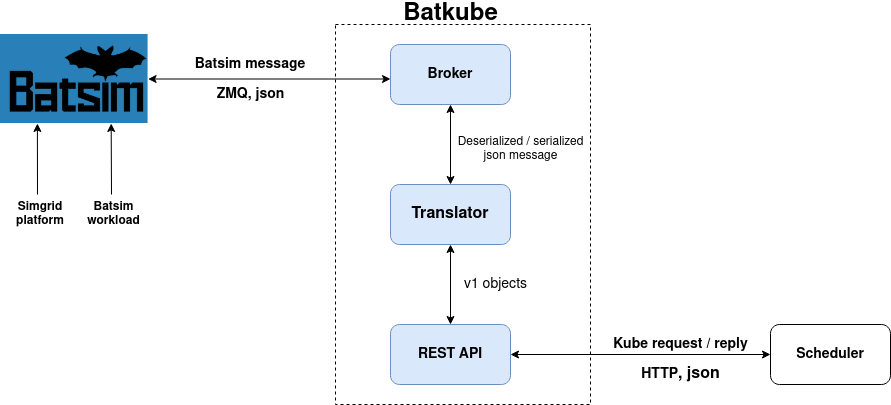 Batkube
Batsim
Batsim message
ZMQ, json
Broker
Deserialized / serialized
json message
Simgrid
platform
Batsim
workload
Translator
v1 objects
REST API
Kube request / reply
HTTP, json
Scheduler